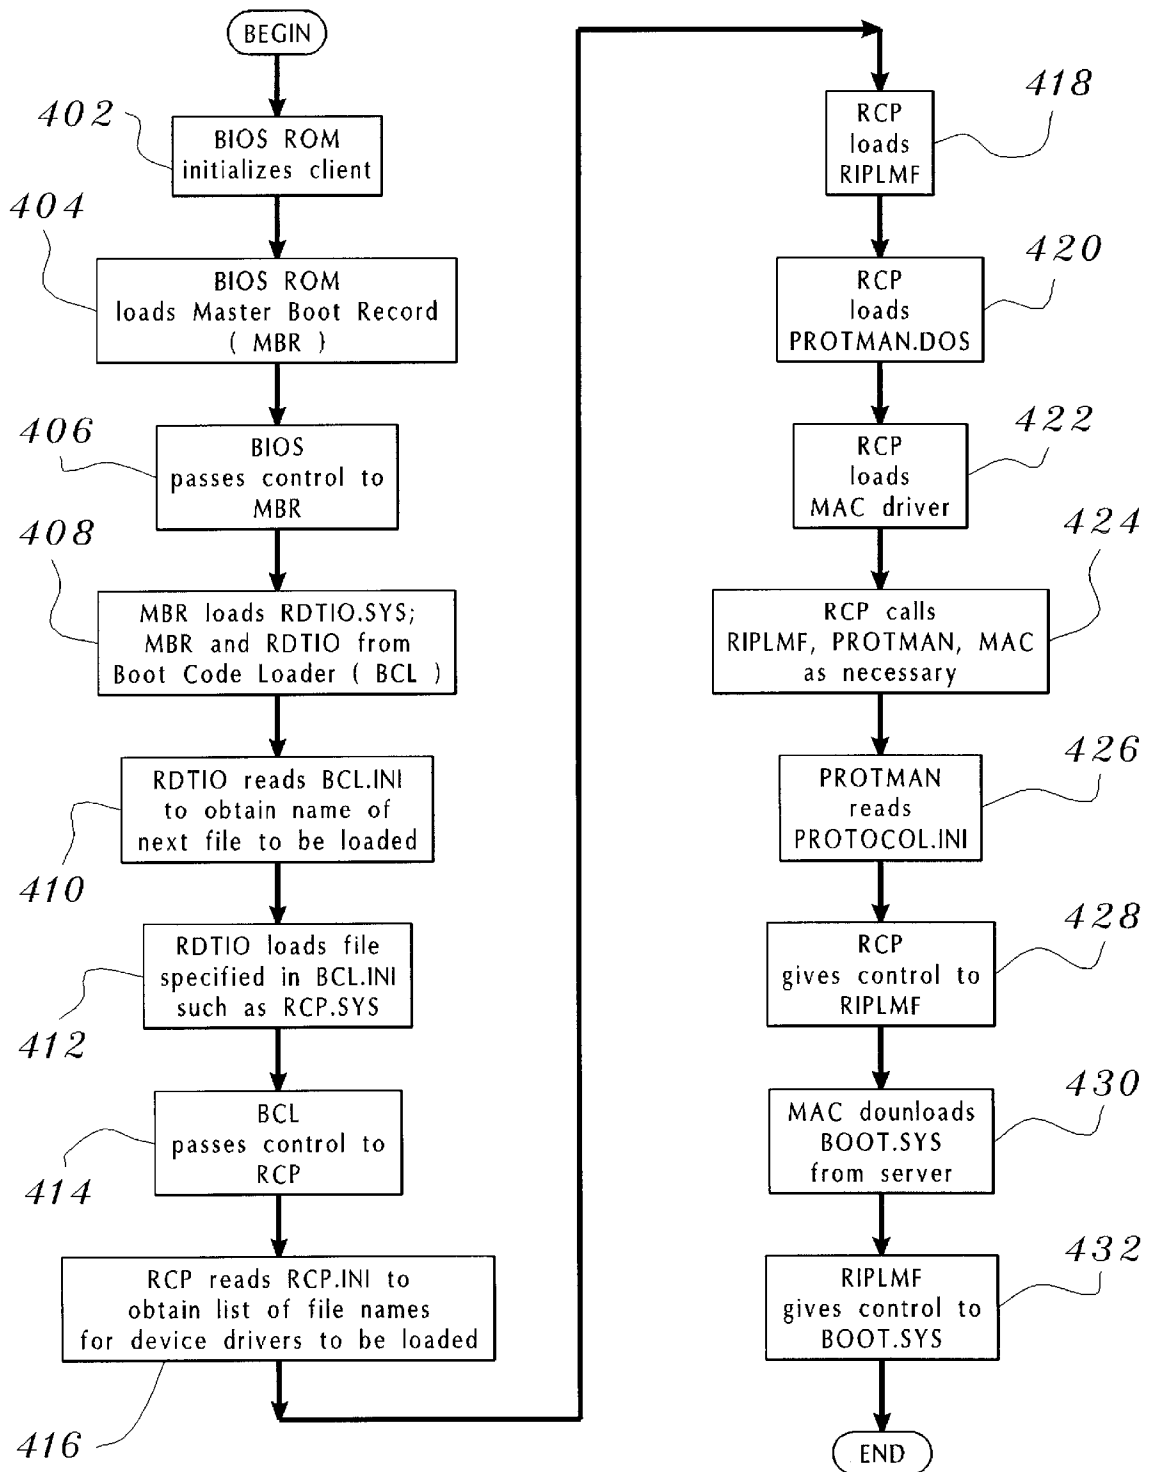 BEGIN
402
BIOS ROM
initializes client
404
BIOS ROM
loads Master Boot Record
( MBR )
406
BIOS
passes control to
MBR
408
MBR loads RDTIO.SYS;
MBR and RDTIO from
Boot Code Loader ( BCL )
RDTIO reads BCL.INI
to obtain name of
next file to be loaded
410
RDTIO loads file
specified in BCL.INI
such as RCP.SYS
412
BCL
passes control to
RCP
414
RCP reads RCP.INI to
obtain list of file names
for device drivers to be loaded
416
418
RCP
loads
RIPLMF
420
RCP
loads
PROTMAN.DOS
422
RCP
loads
MAC driver
424
RCP calls
RIPLMF, PROTMAN, MAC
as necessary
426
PROTMAN
reads
PROTOCOL.INI
428
RCP
gives control to
RIPLMF
430
MAC dounloads
BOOT.SYS
from server
432
RIPLMF
gives control to
BOOT.SYS
END